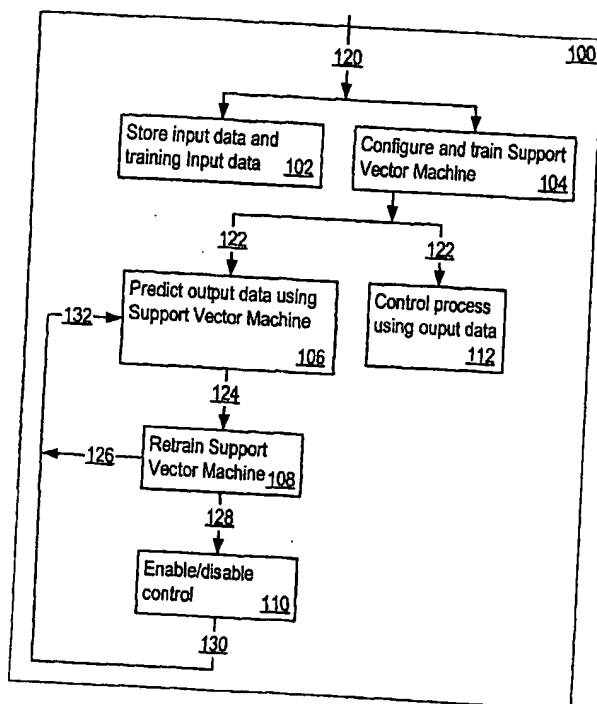 100
120
Store input data and
training Input data
102
Configure and train Support
Vector Machine
104
122
122
Predict output data using
Support Vector Machine
106
Control process
using ouput data
112
132
124
Retrain Support
Vector Machine
108
126
128
Enable/disable
control
110
130